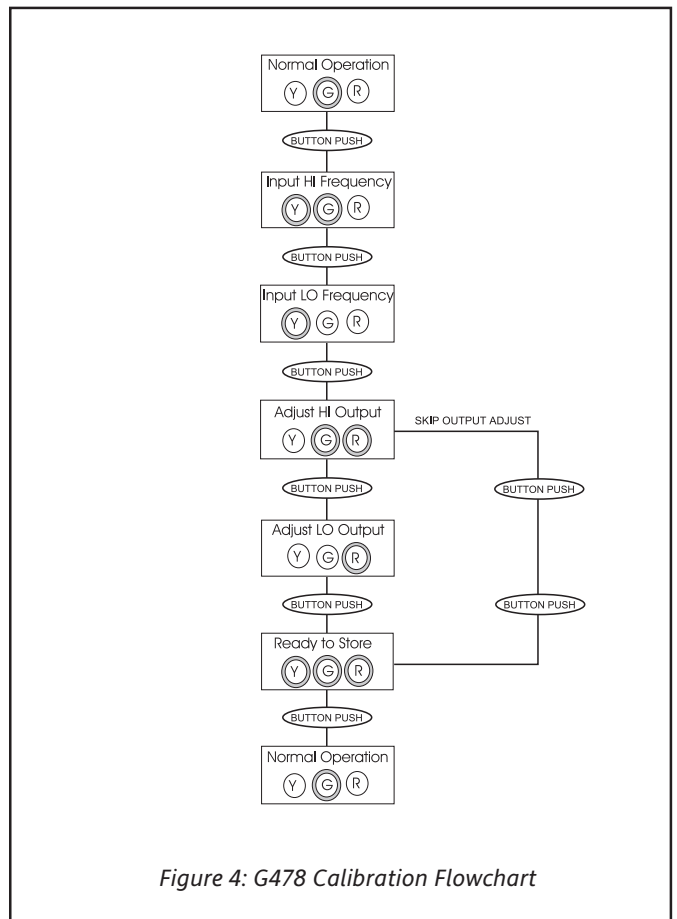 Normal Operation
Y G R
BUTTON PUSH
Input HI Frequency
Y G R
BUTTON PUSH
Input LO Frequency
Y G R
BUTTON PUSH
Adjust HI Output
Y G R
SKIP OUTPUT ADJUST
BUTTON PUSH
BUTTON PUSH
Adjust LO Output
Y G R
BUTTON PUSH
BUTTON PUSH
Ready to Store
Y G R
BUTTON PUSH
Normal Operation
Y G R
Figure 4: G478 Calibration Flowchart